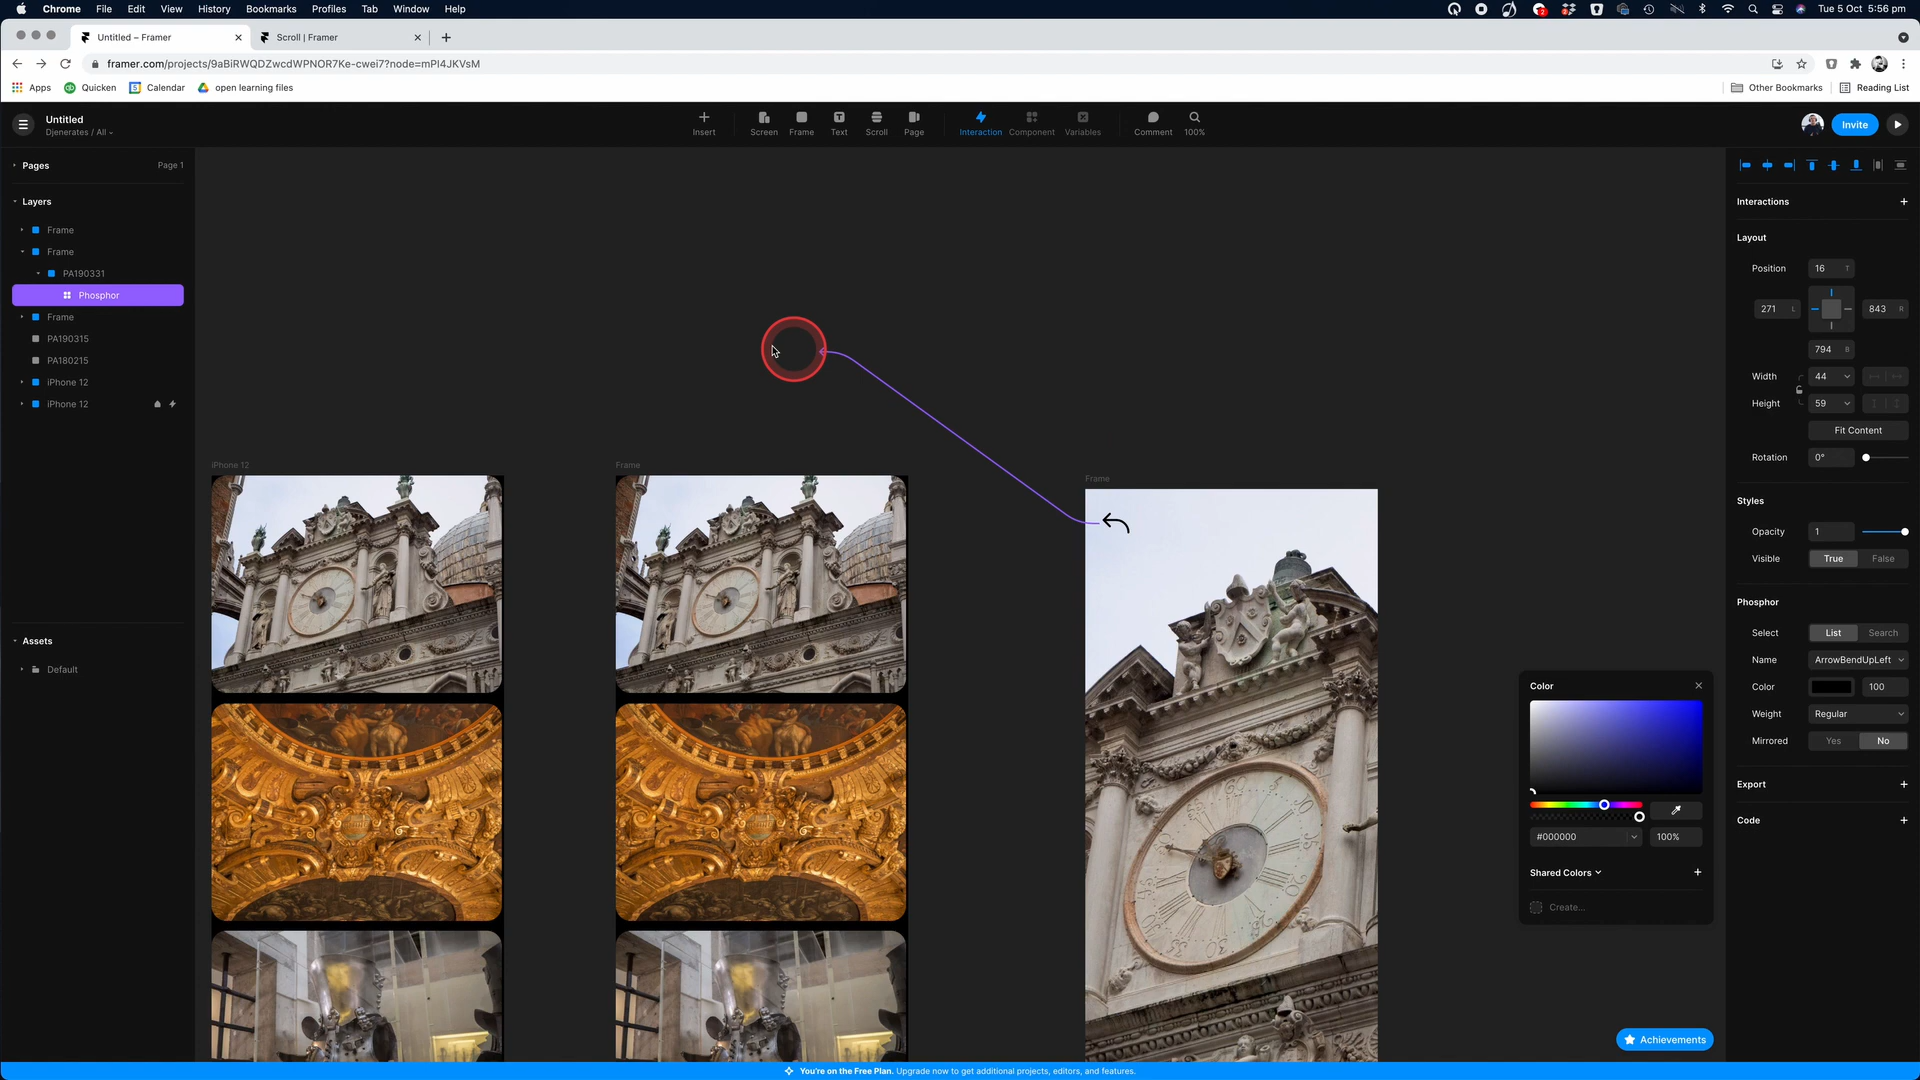 Chrome File Edit View History Bookmarks Profiles Tab Window Help
Tue 5 Oct 5:56 pm
Untitled – Framer
Scroll | Framer
framer.com/projects/9aBiRWQDZwcdWPNOR7Ke-cwei7?node=mPI4JKVsM
Apps Quicken Calendar open learning files
Other Bookmarks Reading List
Untitled
Djenerates / All
Insert Screen Frame Text Scroll Page Interaction Component Variables Comment 100%
Invite
Pages Page 1
Layers
Frame
Frame
PA190331
Phosphor
Frame
PA190315
PA180215
iPhone 12
iPhone 12
Assets
Default
iPhone 12
Frame
Frame
Interactions
Layout
Position 16 T
271 L 843 R
794 B
Width 44
Height 59
Fit Content
Rotation 0°
Styles
Opacity 1
Visible True False
Phosphor
Select List Search
Name ArrowBendUpLeft
Color 100
Weight Regular
Mirrored Yes No
Export
Code
Color
#000000 100%
Shared Colors
Create...
Achievements
You're on the Free Plan. Upgrade now to get additional projects, editors, and features.